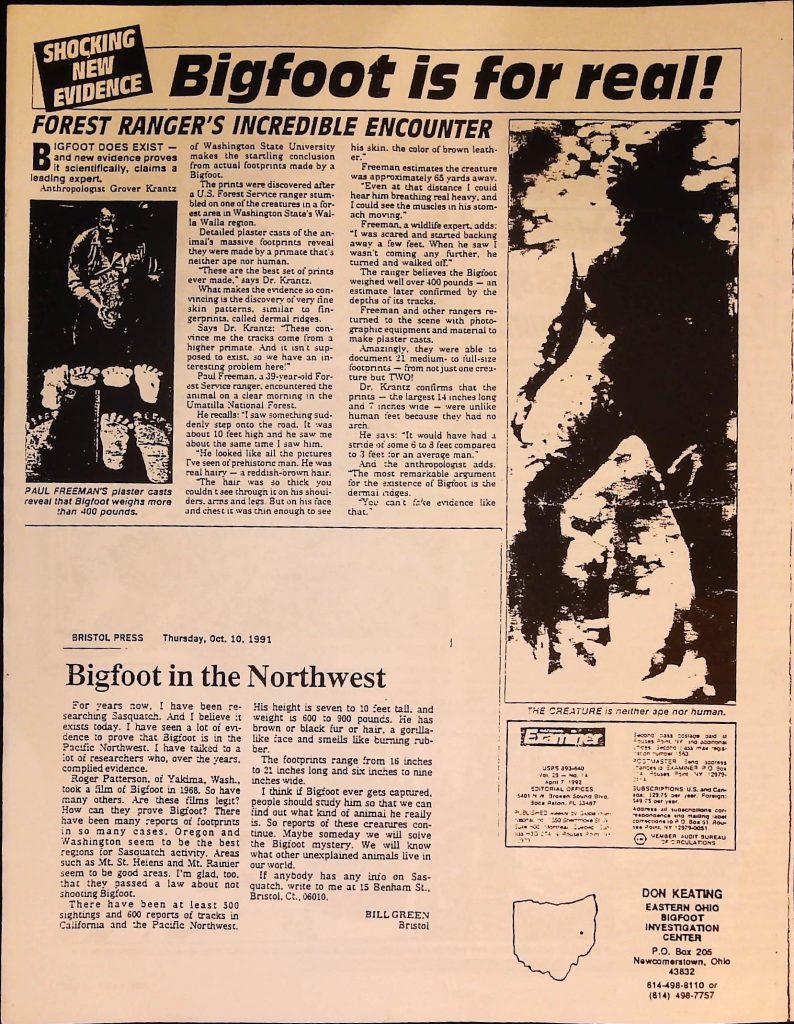 SHOCKING
NEW
EVIDENCE
Bigfoot is for real!
FOREST RANGER'S INCREDIBLE ENCOUNTER
BIGFOOT DOES EXIST —
and new evidence proves
it scientifically, claims a
leading expert.
Anthropologist Grover Krantz
PAUL FREEMAN'S plaster casts
reveal that Bigfoot weighs more
than 400 pounds.
of Washington State University
makes the startling conclusion
from actual footprints made by a
Bigfoot.
The prints were discovered after
a U.S. Forest Service ranger stum-
bled on one of the creatures in a for-
est area in Washington State's Wal-
la Walla region.
Detailed plaster casts of the an-
imal's massive footprints reveal
they were made by a primate that's
neither ape nor human.
"These are the best set of prints
ever made," says Dr. Krantz.
What makes the evidence so con-
vincing is the discovery of very fine
skin patterns, similar to fin-
gerprints, called dermal ridges.
Says Dr. Krantz: "These con-
vince me the tracks come from a
higher primate. And it isn't sup-
posed to exist, so we have an in-
teresting problem here!"
Paul Freeman, a 39-year-old For-
est Service ranger, encountered the
animal on a clear morning in the
Umatilla National Forest.
He recalls: "I saw something sud-
denly step onto the road. It was
about 10 feet high and he saw me
about the same time I saw him.
"He looked like all the pictures
I've seen of prehistoric man. He was
real hairy — a reddish-brown hair.
"The hair was so thick you
couldn't see through it on his shoul-
ders, arms and legs. But on his face
and chest it was thin enough to see
his skin, the color of brown leath-
er."
Freeman estimates the creature
was approximately 65 yards away.
"Even at that distance I could
hear him breathing real heavy, and
I could see the muscles in his stom-
ach moving."
Freeman, a wildlife expert, adds:
"I was scared and started backing
away a few feet. When he saw I
wasn't coming any further, he
turned and walked off."
The ranger believes the Bigfoot
weighed well over 400 pounds — an
estimate later confirmed by the
depths of its tracks.
Freeman and other rangers re-
turned to the scene with photo-
graphic equipment and material to
make plaster casts.
Amazingly, they were able to
document 21 medium- to full-size
footprints — from not just one crea-
ture but TWO!
Dr. Krantz confirms that the
prints — the largest 14 inches long
and 7 inches wide — were unlike
human feet because they had no
arch.
He says: "It would have had a
stride of some 6 to 8 feet compared
to 3 feet for an average man."
And the anthropologist adds:
"The most remarkable argument
for the existence of Bigfoot is the
dermal ridges.
"You can't fake evidence like
that."
THE CREATURE is neither ape nor human.
BRISTOL PRESS Thursday, Oct. 10, 1991
Bigfoot in the Northwest
For years now, I have been re-
searching Sasquatch. And I believe it
exists today. I have seen a lot of evi-
dence to prove that Bigfoot is in the
Pacific Northwest. I have talked to a
lot of researchers who, over the years,
complied evidence.
Roger Patterson, of Yakima, Wash.,
took a film of Bigfoot in 1968. So have
many others. Are these films legit?
How can they prove Bigfoot? There
have been many reports of footprints
in so many cases. Oregon and
Washington seem to be the best
regions for Sasquatch activity. Areas
such as Mt. St. Helens and Mt. Rainier
seem to be good areas. I'm glad, too,
that they passed a law about not
shooting Bigfoot.
There have been at least 500
sightings and 600 reports of tracks in
California and the Pacific Northwest.
His height is seven to 10 feet tall, and
weight is 600 to 900 pounds. He has
brown or black fur or hair, a gorilla-
like face and smells like burning rub-
ber.
The footprints range from 16 inches
to 21 inches long and six inches to nine
inches wide.
I think if Bigfoot ever gets captured,
people should study him so that we can
find out what kind of animal he really
is. So reports of these creatures con-
tinue. Maybe someday we will solve
the Bigfoot mystery. We will know
what other unexplained animals live in
our world.
If anybody has any info on Sas-
quatch, write to me at 15 Benham St.,
Bristol, Ct., 06010.
BILL GREEN
Bristol
Examiner
USPS 393-640
April 7, 1992
EDITORIAL OFFICES
5401 N.W. Broken Sound Blvd.
Boca Raton, FL 33487
SUBSCRIPTIONS: U.S. and Can-
MEMBER AUDIT BUREAU
OF CIRCULATIONS
DON KEATING
EASTERN OHIO
BIGFOOT
INVESTIGATION
CENTER
P.O. Box 205
Newcomerstown, Ohio
43832
614-498-8110 or
(614) 498-7757